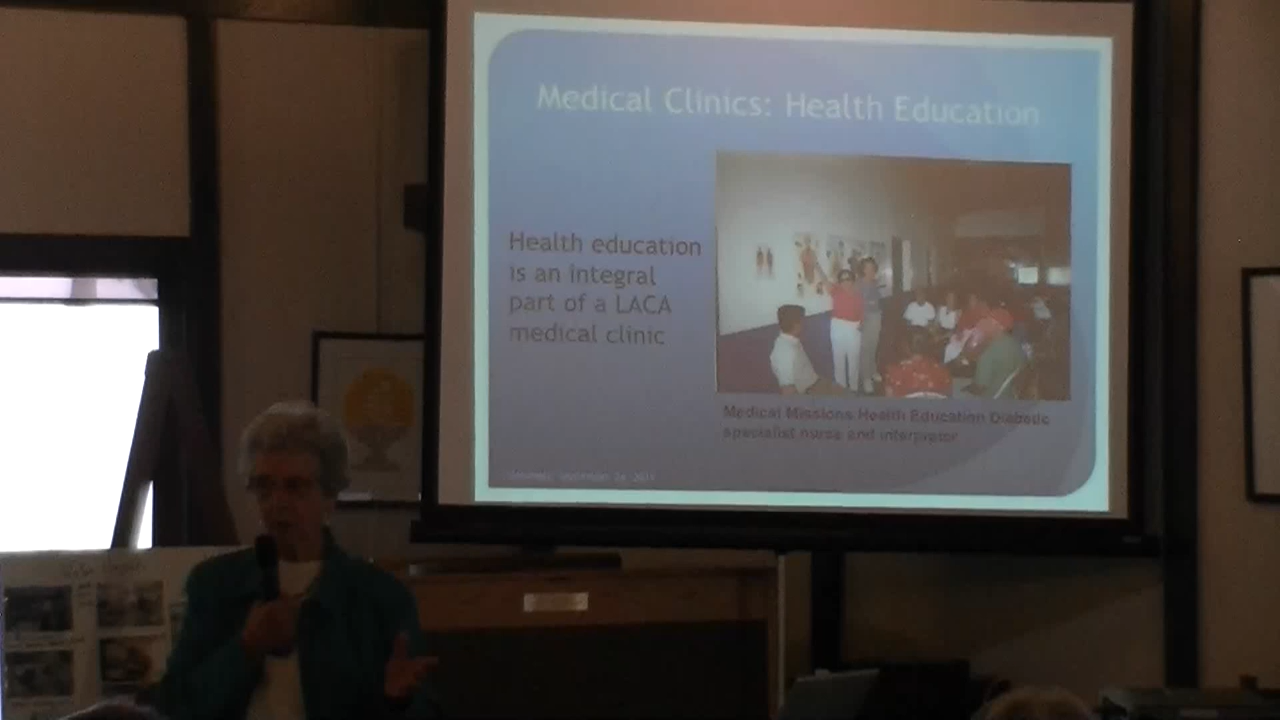 Medical Clinics: Health Education
Health education
is an integral
part of a LACA
medical clinic
Medical Missions Health Education Diabetic
specialist nurse and interpretor